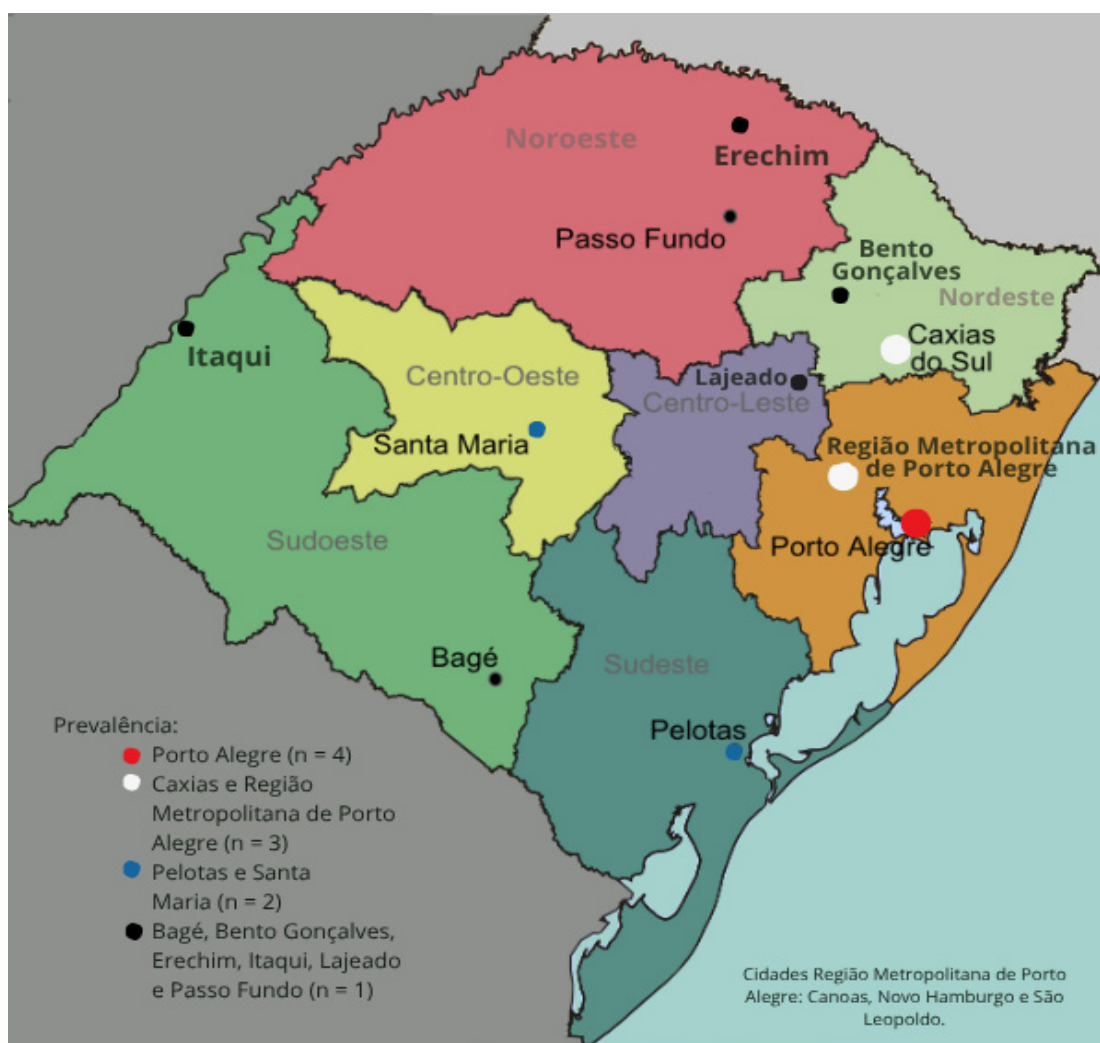 Noroeste
Erechim
Passo Fundo
Bento
Gonçalves
Nordeste
Itaqui
Caxias
do Sul
Centro-Oeste
Lajeado
Centro-Leste
Santa Maria
Região Metropolitana
de Porto Alegre
Sudoeste
Porto Alegre
Bagé
Sudeste
Pelotas
Prevalência:
Porto Alegre (n = 4)
Caxias e Região
Metropolitana de Porto
Alegre (n = 3)
Pelotas e Santa
Maria (n = 2)
Bagé, Bento Gonçalves,
Erechim, Itaqui, Lajeado
e Passo Fundo (n = 1)
Cidades Região Metropolitana de Porto
Alegre: Canoas, Novo Hamburgo e São
Leopoldo.